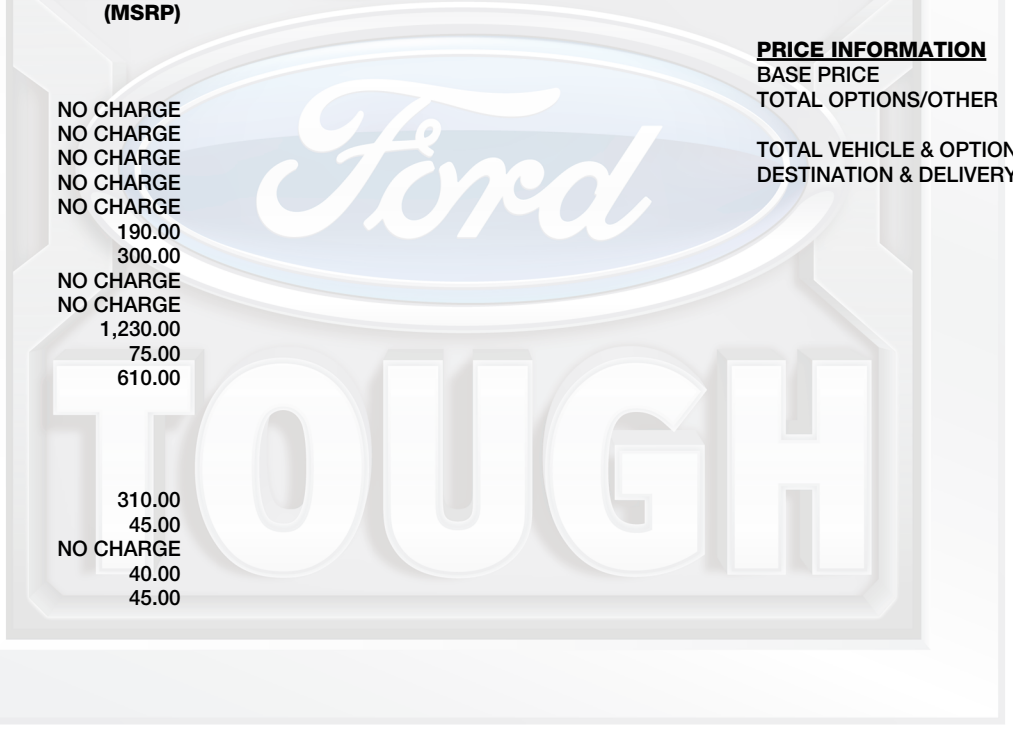 (MSRP)
NO CHARGE
NO CHARGE
NO CHARGE
NO CHARGE
NO CHARGE
190.00
300.00
NO CHARGE
NO CHARGE
1,230.00
75.00
610.00
310.00
45.00
NO CHARGE
40.00
45.00
PRICE INFORMATION
BASE PRICE
TOTAL OPTIONS/OTHER
TOTAL VEHICLE & OPTION
DESTINATION & DELIVERY
Ford
TOUGH